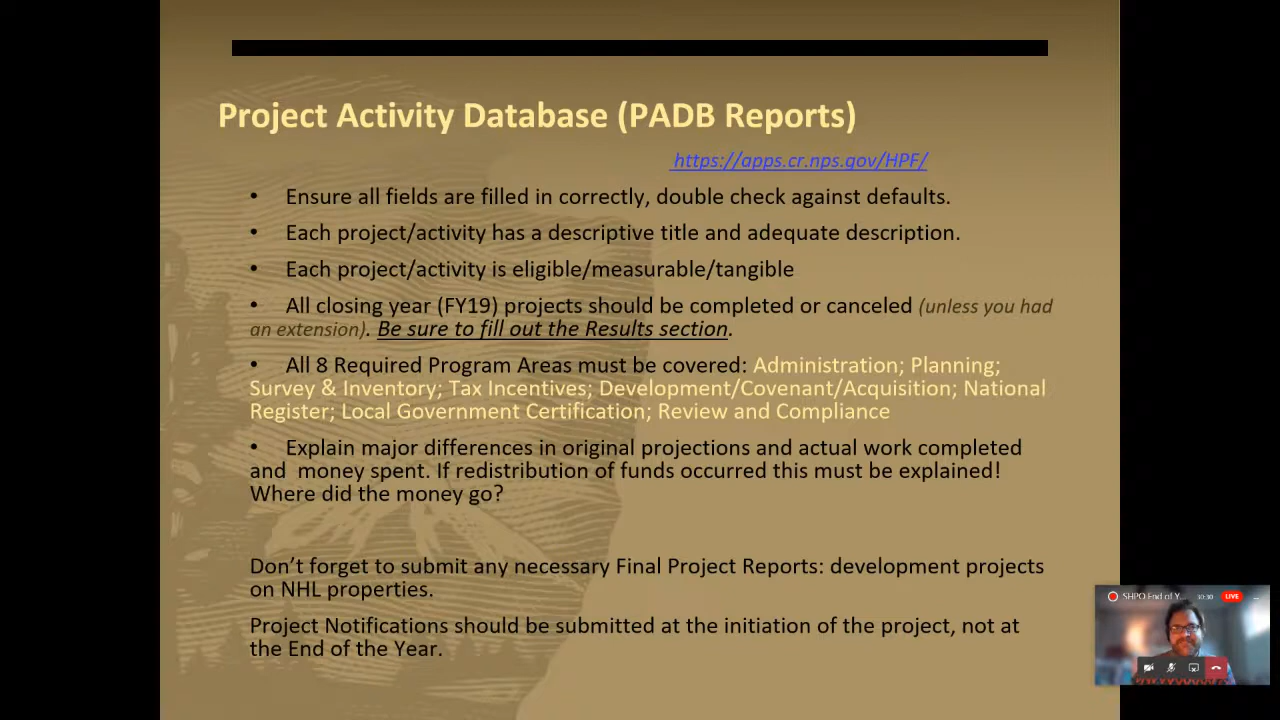 Project Activity Database (PADB Reports)
https://apps.cr.nps.gov/HPF/
• Ensure all fields are filled in correctly, double check against defaults.
• Each project/activity has a descriptive title and adequate description.
• Each project/activity is eligible/measurable/tangible
• All closing year (FY19) projects should be completed or canceled (unless you had
an extension). Be sure to fill out the Results section.
• All 8 Required Program Areas must be covered: Administration; Planning;
Survey & Inventory; Tax Incentives; Development/Covenant/Acquisition; National
Register; Local Government Certification; Review and Compliance
• Explain major differences in original projections and actual work completed
and money spent. If redistribution of funds occurred this must be explained!
Where did the money go?
Don't forget to submit any necessary Final Project Reports: development projects
on NHL properties.
Project Notifications should be submitted at the initiation of the project, not at
the End of the Year.
SHPO End of Y... LIVE